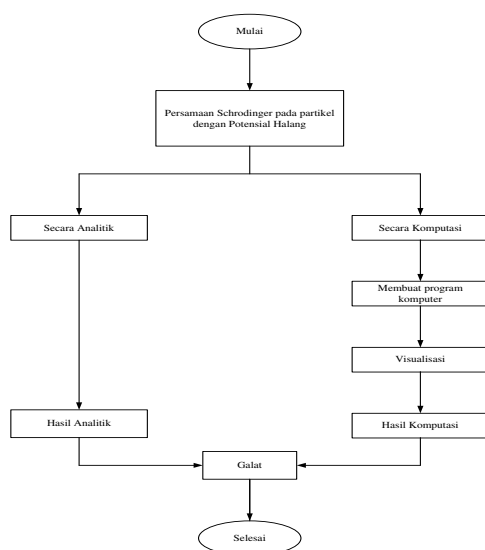 Mulai
Persamaan Schrodinger pada partikel
dengan Potensial Halang
Secara Analitik
Secara Komputasi
Membuat program
komputer
Visualisasi
Hasil Analitik
Hasil Komputasi
Galat
Selesai